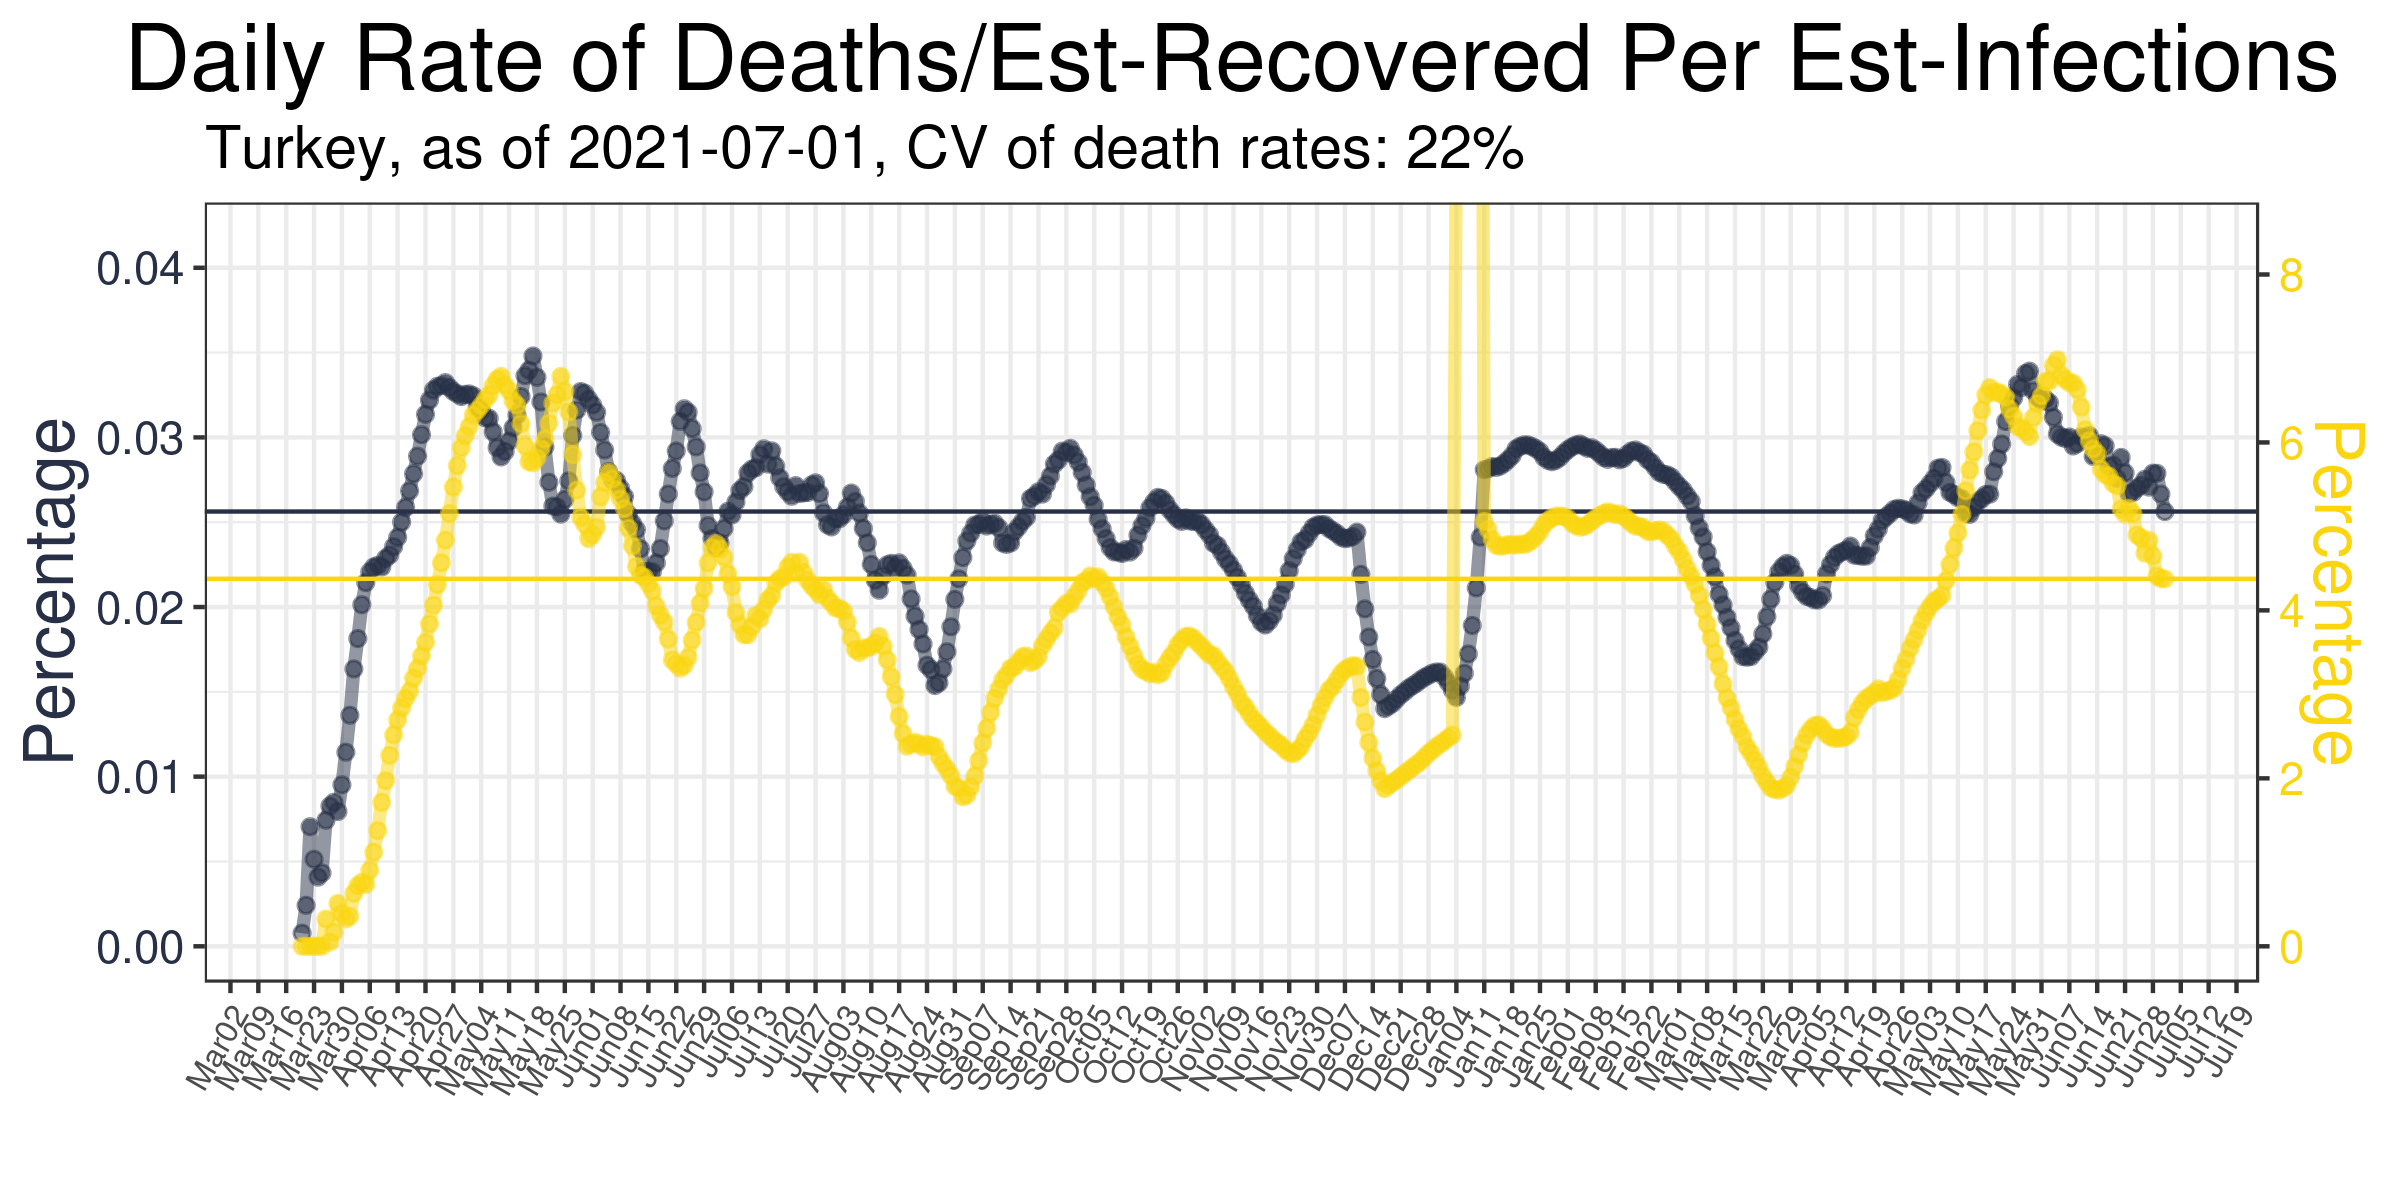 Daily Rate of Deaths/Est-Recovered Per Est-Infections
Turkey, as of 2021-07-01, CV of death rates: 22%
Percentage
0.04
0.03
0.02
0.01
0.00
8
6
4
2
0
Percentage
Mar02
Mar09
Mar16
Mar23
Mar30
Apr06
Apr13
Apr20
Apr27
May04
May11
May18
May25
Jun01
Jun08
Jun15
Jun22
Jun29
Jul06
Jul13
Jul20
Jul27
Aug03
Aug10
Aug17
Aug24
Aug31
Sep07
Sep14
Sep21
Sep28
Oct05
Oct12
Oct19
Oct26
Nov02
Nov09
Nov16
Nov23
Nov30
Dec07
Dec14
Dec21
Dec28
Jan04
Jan11
Jan18
Jan25
Feb01
Feb08
Feb15
Feb22
Mar01
Mar08
Mar15
Mar22
Mar29
Apr05
Apr12
Apr19
Apr26
May03
May10
May17
May24
May31
Jun07
Jun14
Jun21
Jun28
Jul05
Jul12
Jul19